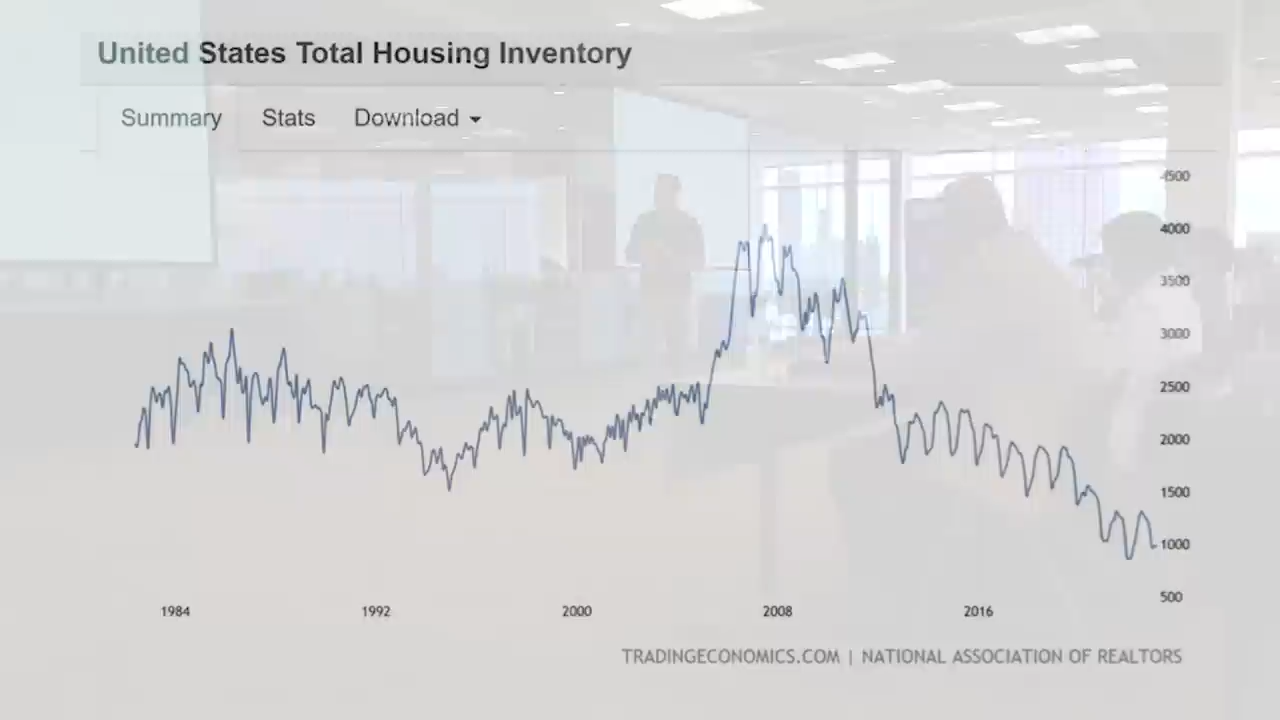 United States Total Housing Inventory
Summary Stats Download
4500
4000
3500
3000
2500
2000
1500
1000
500
1984 1992 2000 2008 2016
TRADINGECONOMICS.COM | NATIONAL ASSOCIATION OF REALTORS